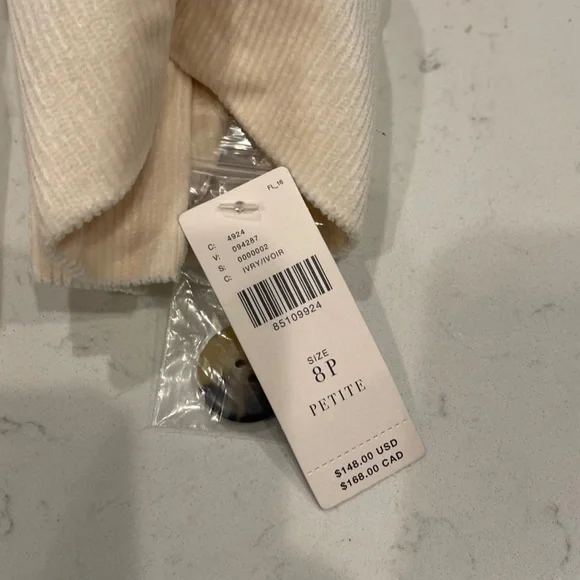 FL_16
C: 4924
V: 094287
S: 0000002
C: IVRY/IVOIR
85109924
SIZE
8P
PETITE
$148.00 USD
$168.00 CAD